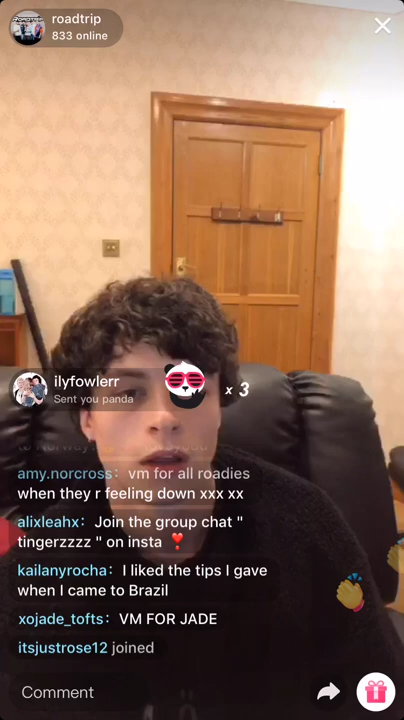 roadtrip
833 online
ilyfowlerr
Sent you panda
x 3
to Norway
amy.norcross: vm for all roadies
when they r feeling down xxx xx
alixleahx: Join the group chat "
tingerzzzz " on insta ❣️
kailanyrocha: I liked the tips I gave
when I came to Brazil
xojade_tofts: VM FOR JADE
itsjustrose12 joined
Comment